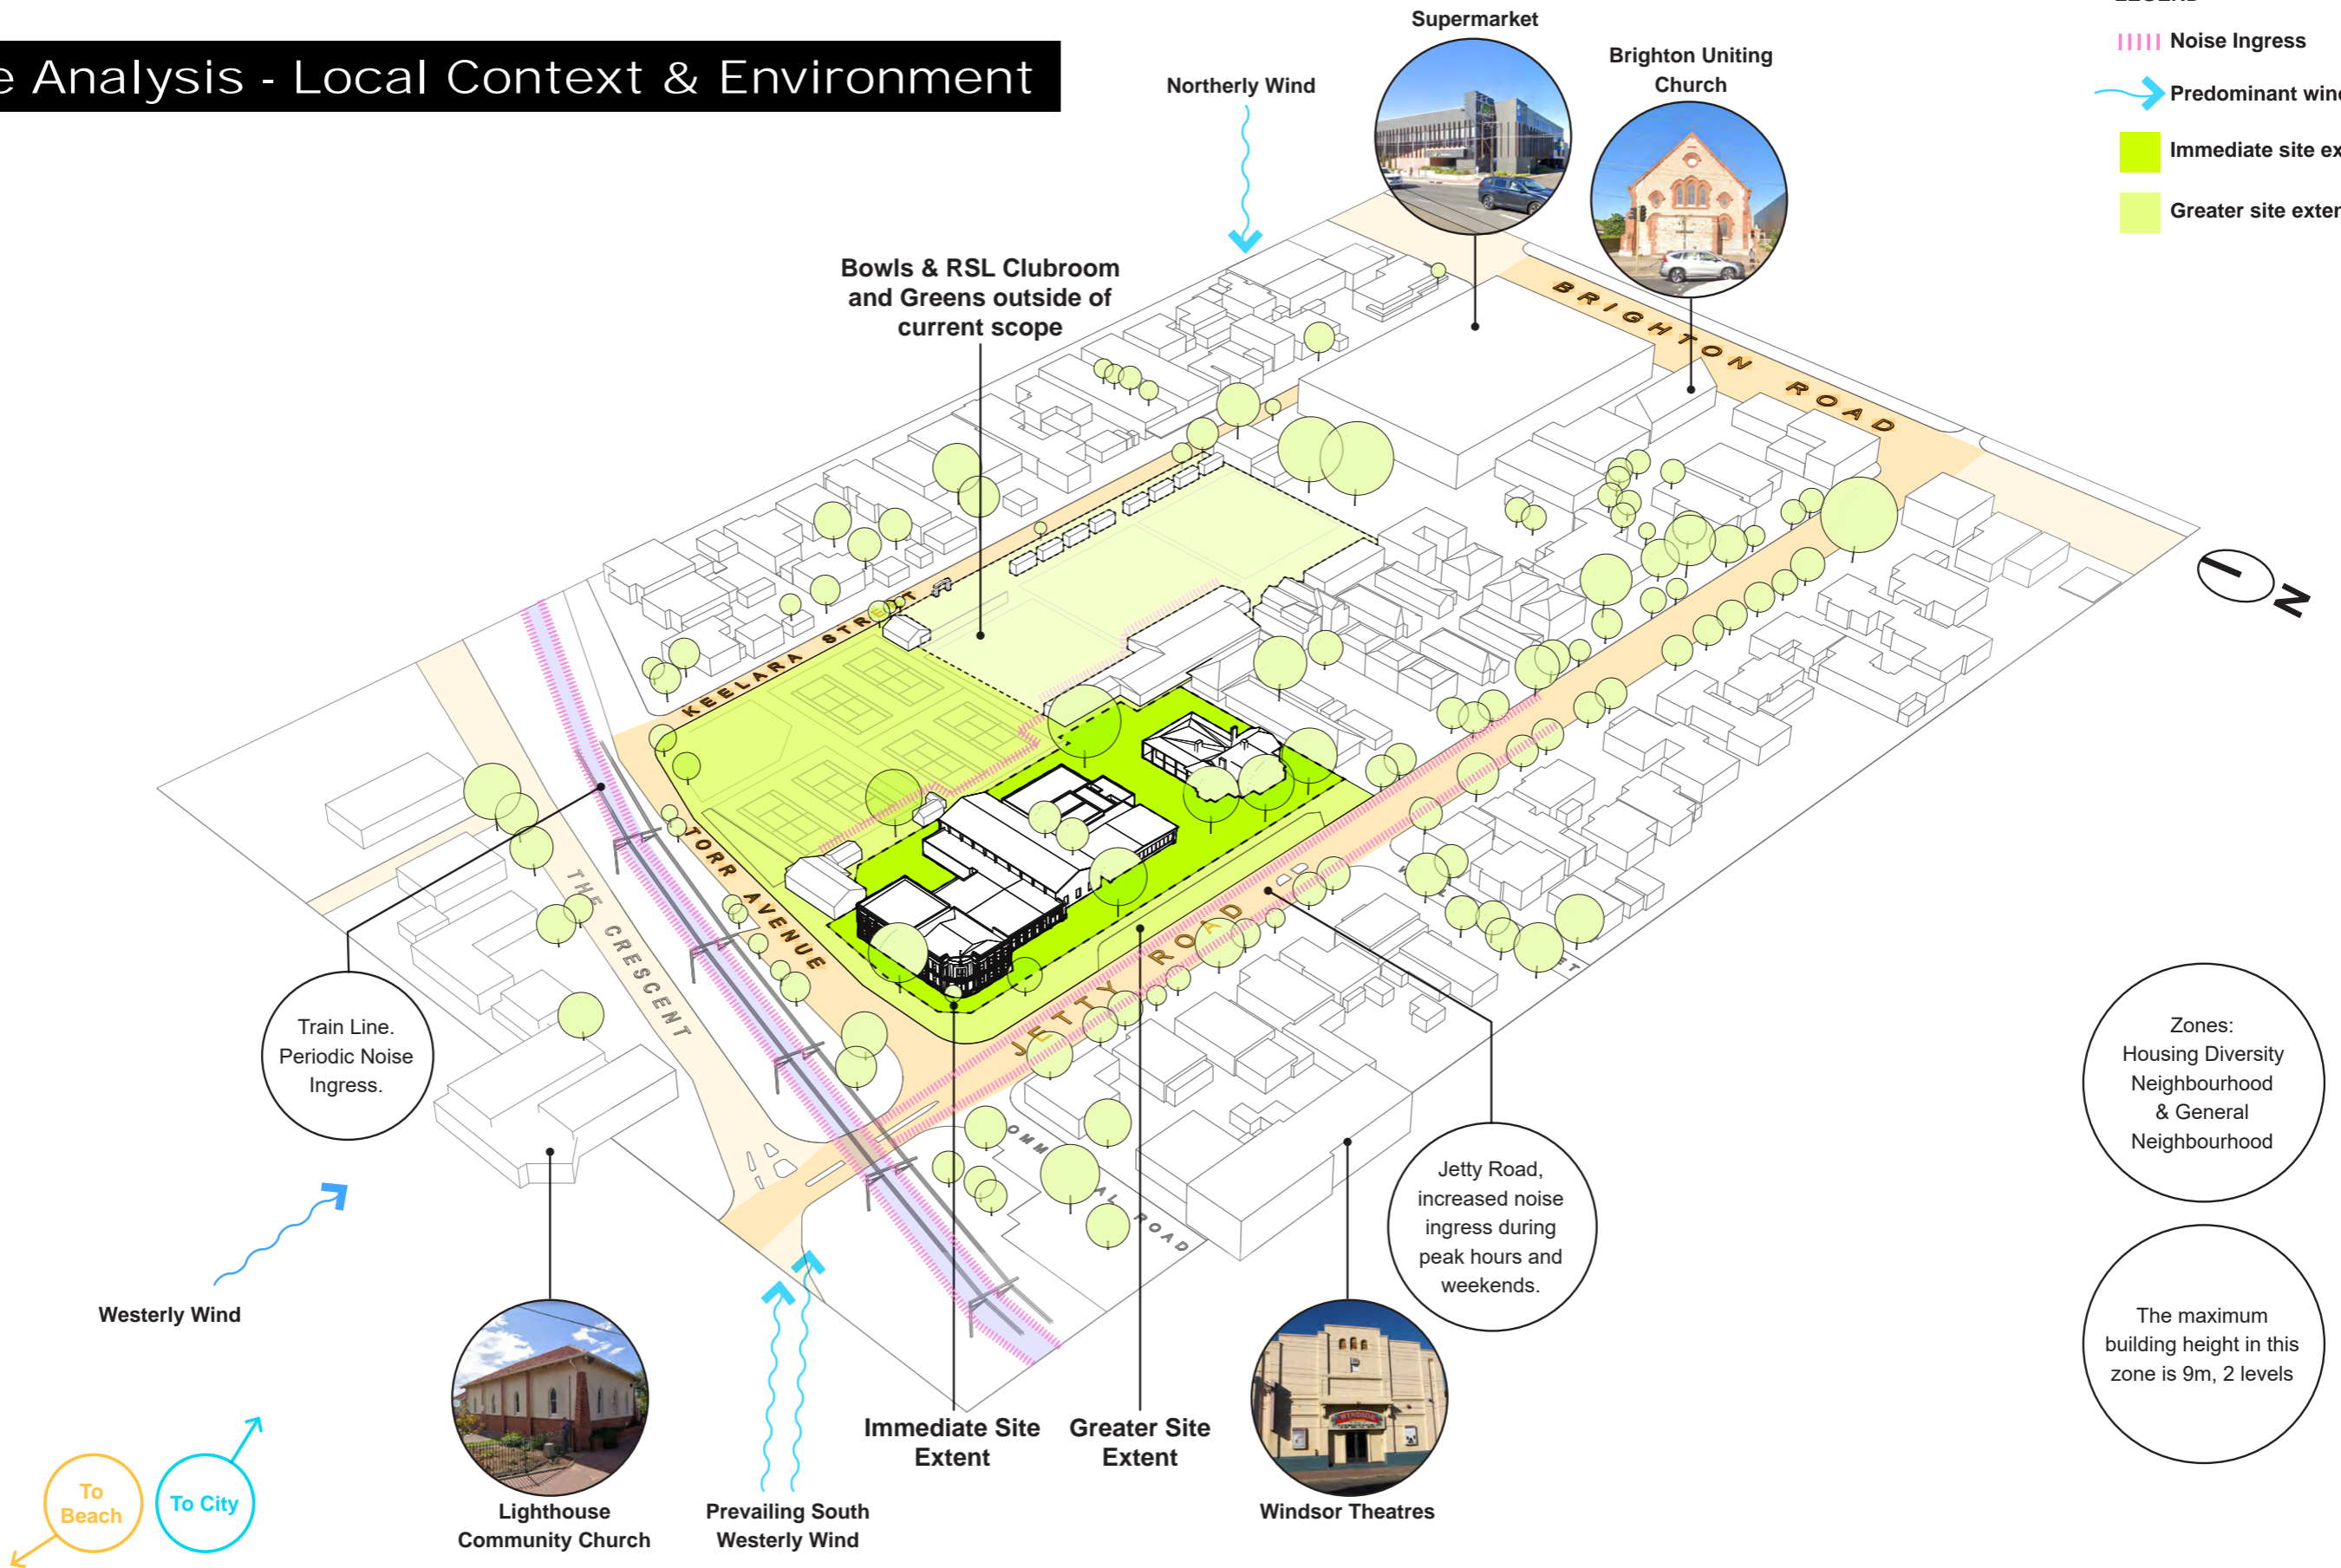 e Analysis - Local Context & Environment
Noise Ingress
Predominant wind
Immediate site ex
Greater site exten
Supermarket
Brighton Uniting
Church
Northerly Wind
Bowls & RSL Clubroom
and Greens outside of
current scope
BRIGHTON ROAD
N
KEELARA STREET
TORR AVENUE
THE CRESCENT
JETTY ROAD
ROAD
Train Line.
Periodic Noise
Ingress.
Zones:
Housing Diversity
Neighbourhood
& General
Neighbourhood
Jetty Road,
increased noise
ingress during
peak hours and
weekends.
The maximum
building height in this
zone is 9m, 2 levels
Westerly Wind
Immediate Site
Extent
Greater Site
Extent
WINDSOR
Windsor Theatres
Lighthouse
Community Church
Prevailing South
Westerly Wind
To
Beach
To City